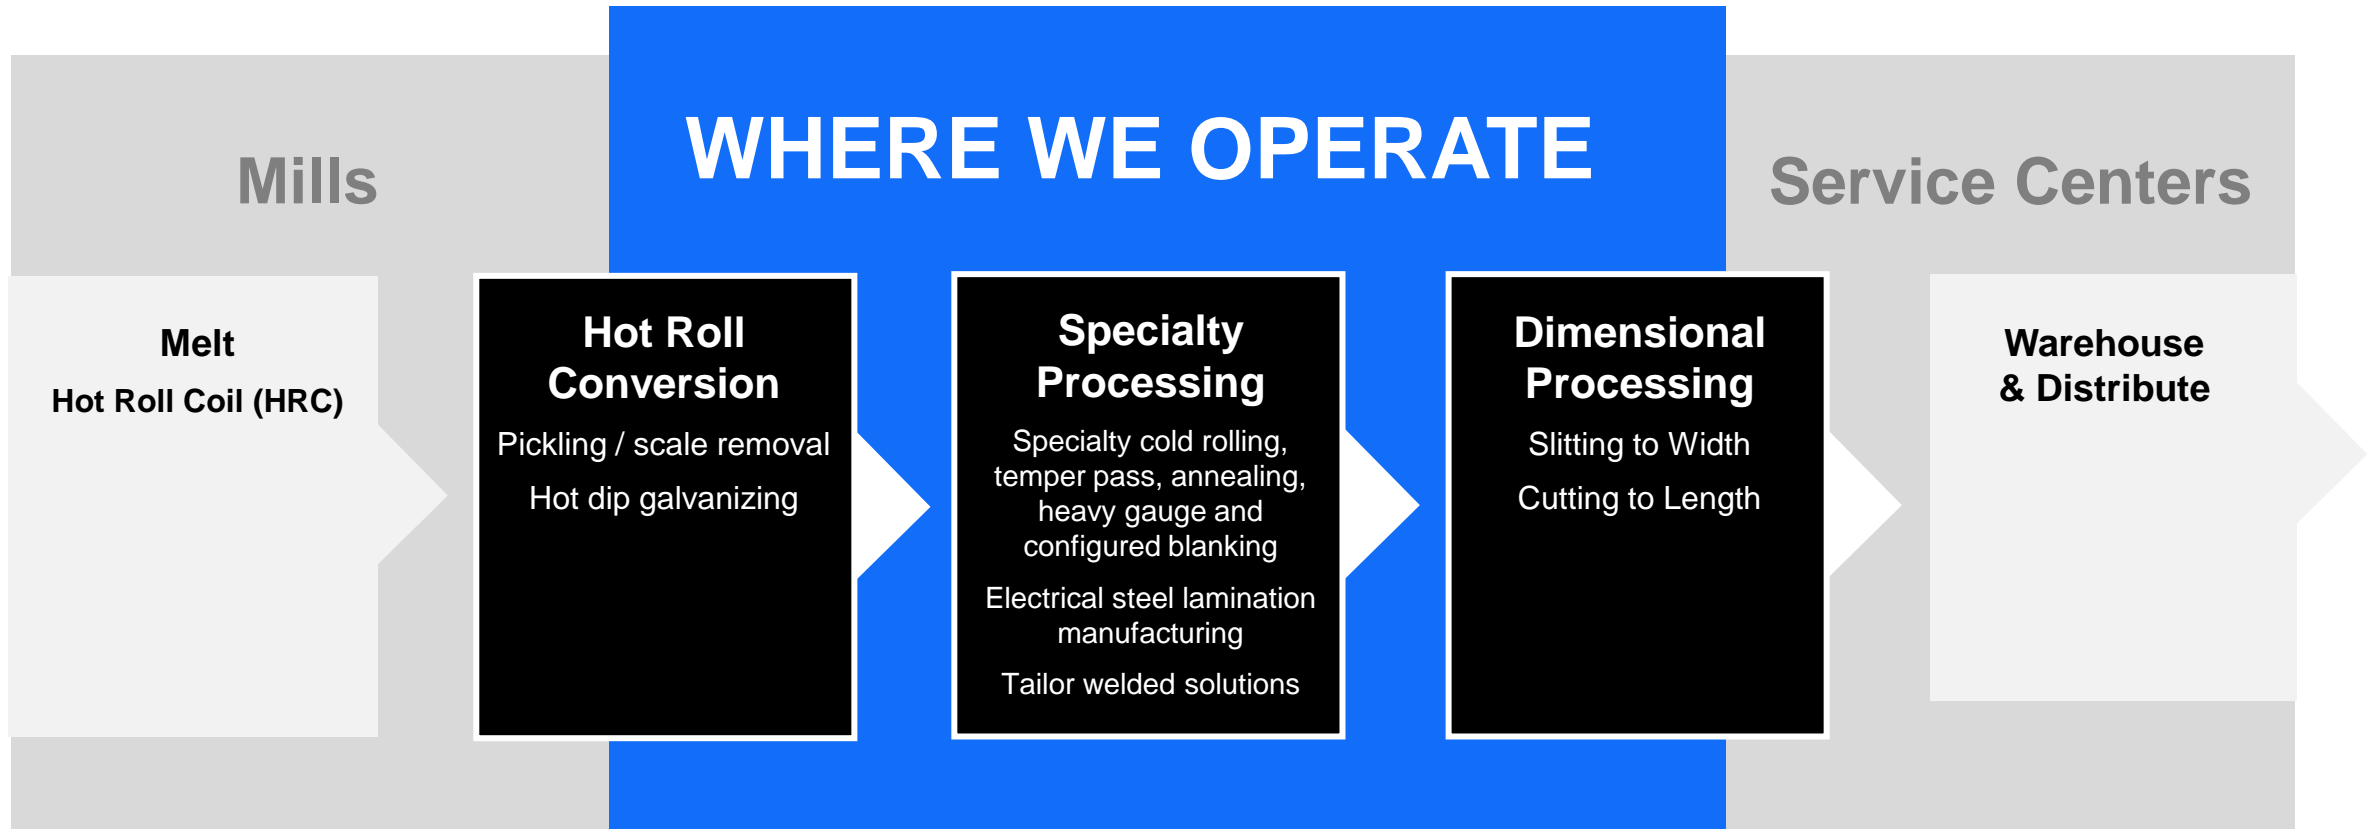 Mills
WHERE WE OPERATE
Service Centers
Melt
Hot Roll Coil (HRC)
Hot Roll
Conversion
Pickling / scale removal
Hot dip galvanizing
Specialty
Processing
Specialty cold rolling,
temper pass, annealing,
heavy gauge and
configured blanking
Electrical steel lamination
manufacturing
Tailor welded solutions
Dimensional
Processing
Slitting to Width
Cutting to Length
Warehouse
& Distribute